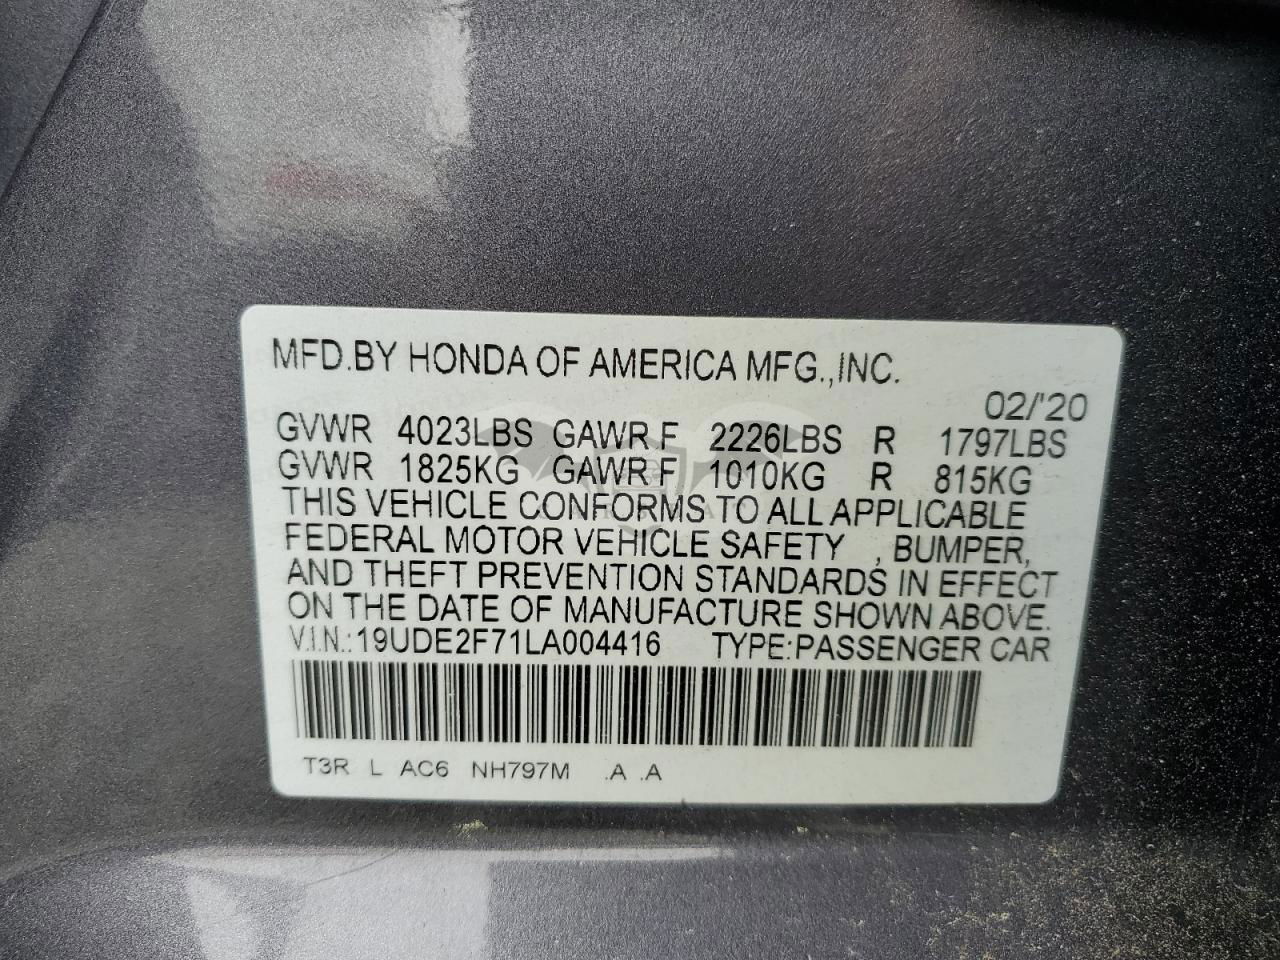 MFD.BY HONDA OF AMERICA MFG.,INC.
02/'20
GVWR 4023LBS GAWR F 2226LBS R 1797LBS
GVWR 1825KG GAWR F 1010KG R 815KG
THIS VEHICLE CONFORMS TO ALL APPLICABLE
FEDERAL MOTOR VEHICLE SAFETY , BUMPER,
AND THEFT PREVENTION STANDARDS IN EFFECT
ON THE DATE OF MANUFACTURE SHOWN ABOVE.
V.I.N.:19UDE2F71LA004416 TYPE:PASSENGER CAR
T3R L AC6 NH797M .A .A